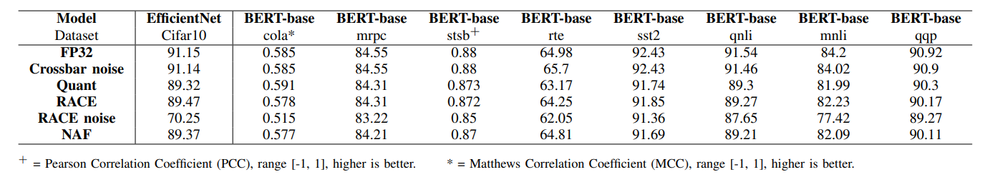 Model EfficientNet BERT-base BERT-base BERT-base BERT-base BERT-base BERT-base BERT-base BERT-base
Dataset Cifar10 cola* mrpc stsb+ rte sst2 qnli mnli qqp
FP32 91.15 0.585 84.55 0.88 64.98 92.43 91.54 84.2 90.92
Crossbar noise 91.14 0.585 84.55 0.88 65.7 92.43 91.46 84.02 90.9
Quant 89.32 0.591 84.31 0.873 63.17 91.74 89.3 81.99 90.3
RACE 89.47 0.578 84.31 0.872 64.25 91.85 89.27 82.23 90.17
RACE noise 70.25 0.515 83.22 0.85 62.05 91.36 87.65 77.42 89.27
NAF 89.37 0.577 84.21 0.87 64.81 91.69 89.21 82.09 90.11
+ = Pearson Correlation Coefficient (PCC), range [-1, 1], higher is better. * = Matthews Correlation Coefficient (MCC), range [-1, 1], higher is better.